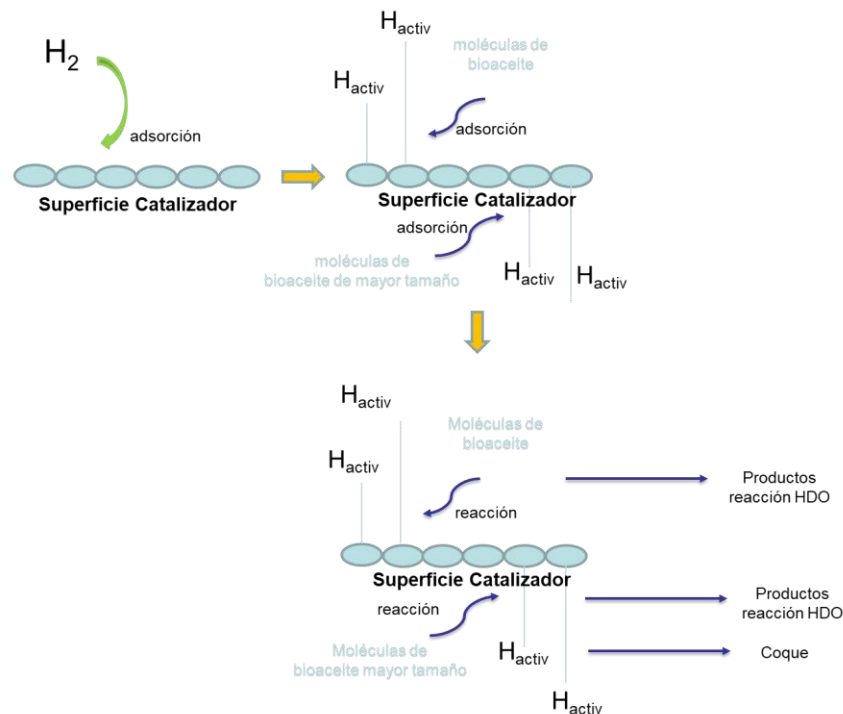 H2
adsorción
Superficie Catalizador
Hactiv
Hactiv
moléculas de
bioaceite
adsorción
Superficie Catalizador
adsorción
moléculas de
bioaceite de mayor tamaño
Hactiv
Hactiv
Hactiv
Moléculas de
bioaceite
Hactiv
reacción
Productos
reacción HDO
Superficie Catalizador
reacción
Productos
reacción HDO
Moléculas de
bioaceite mayor tamaño
Hactiv
Coque
Hactiv